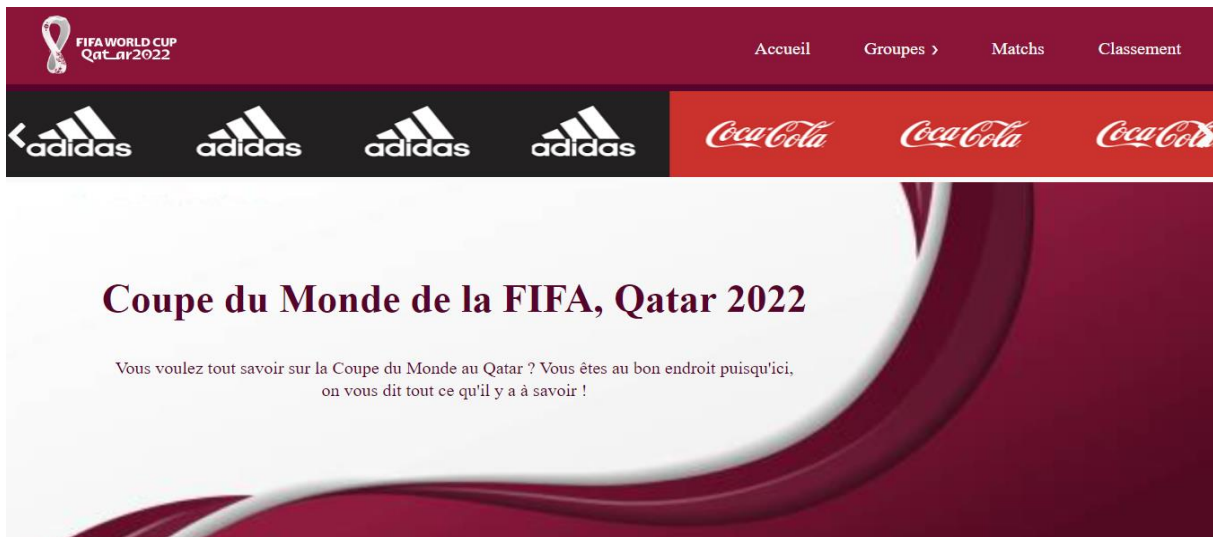 FIFA WORLD CUP
Qatar2022
Accueil Groupes › Matchs Classement
adidas adidas adidas adidas Coca-Cola Coca-Cola Coca-Cola
Coupe du Monde de la FIFA, Qatar 2022
Vous voulez tout savoir sur la Coupe du Monde au Qatar ? Vous êtes au bon endroit puisqu'ici,
on vous dit tout ce qu'il y a à savoir !